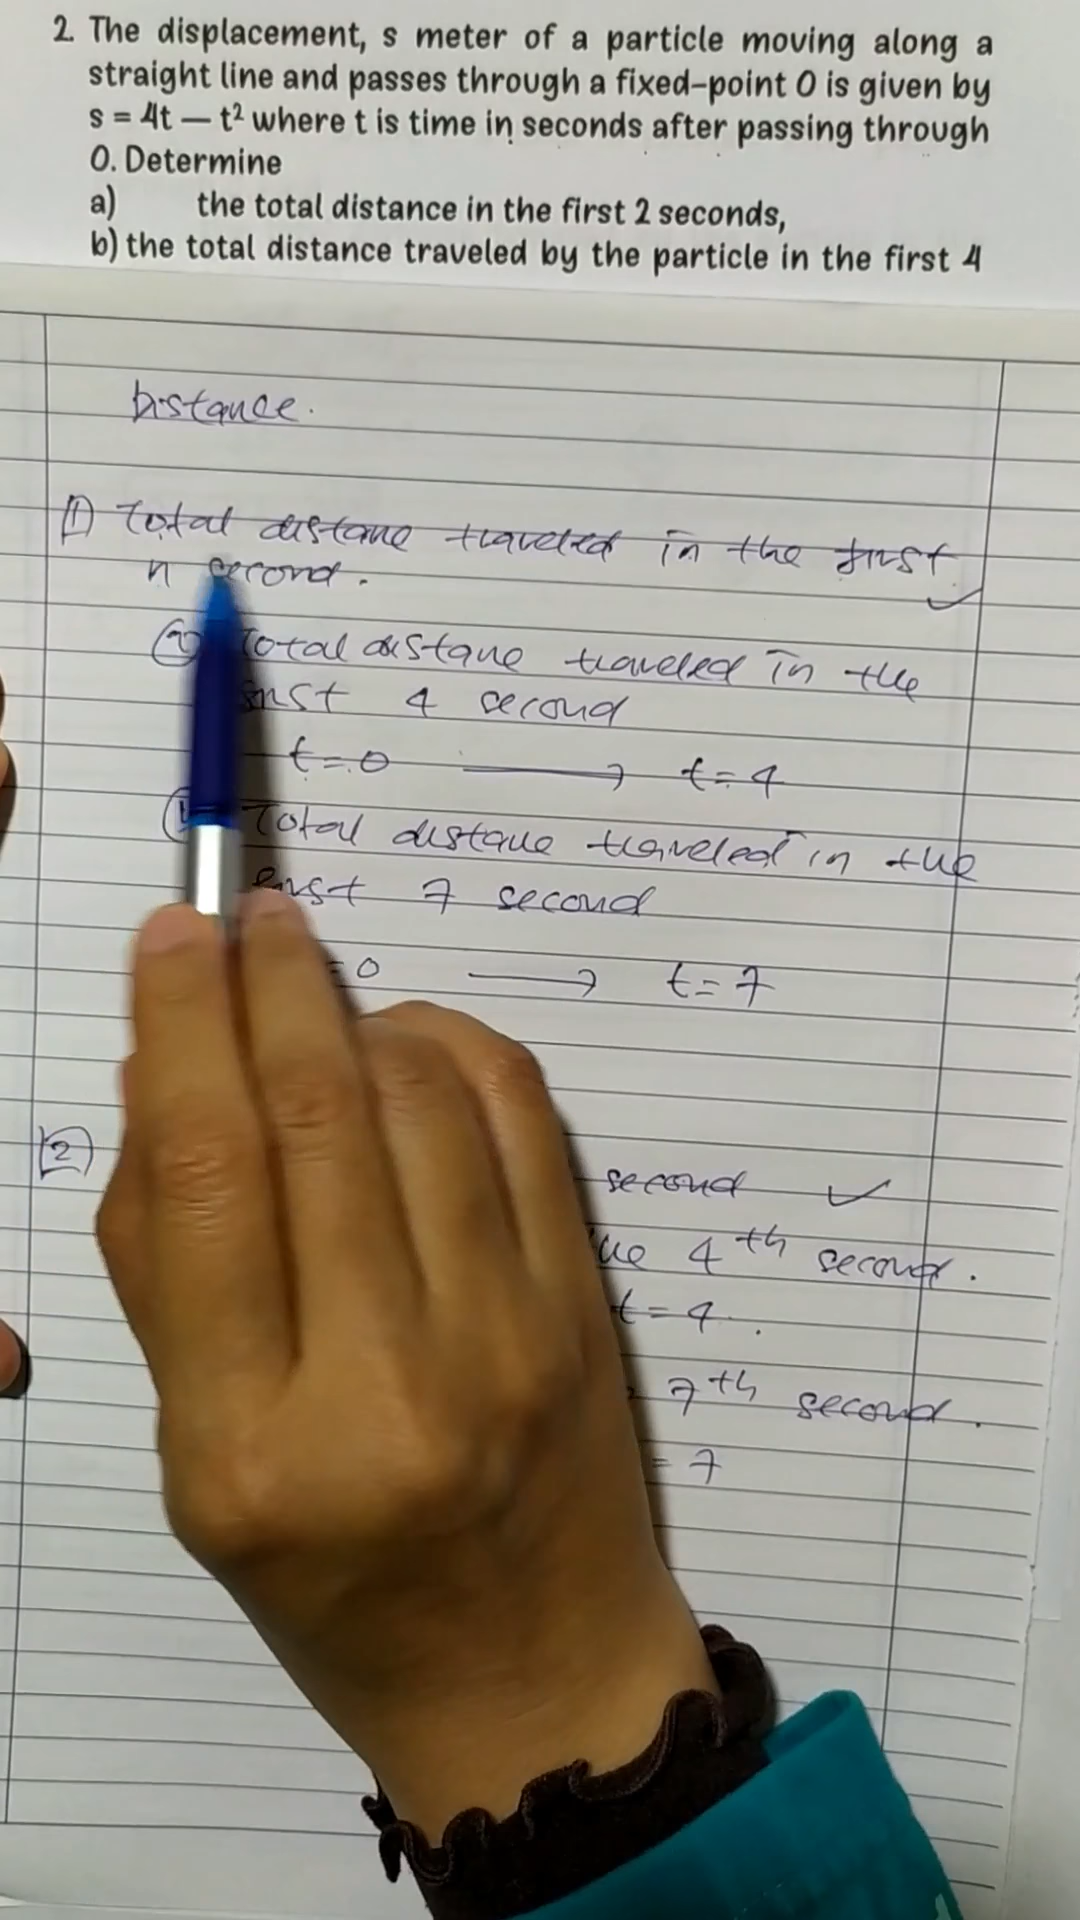 2. The displacement, s meter of a particle moving along a
straight line and passes through a fixed-point O is given by
s = 4t — t² where t is time in seconds after passing through
O. Determine
a) the total distance in the first 2 seconds,
b) the total distance traveled by the particle in the first 4
Distance.
1 Total distane traveled in the first
n second.
a Total distane traveled in the
first 4 second
t=0 → t=4
Total distane traveled in the
first 7 second
=0 → t=7
2
second ✓
the 4th second.
t=4.
7th second.
=7